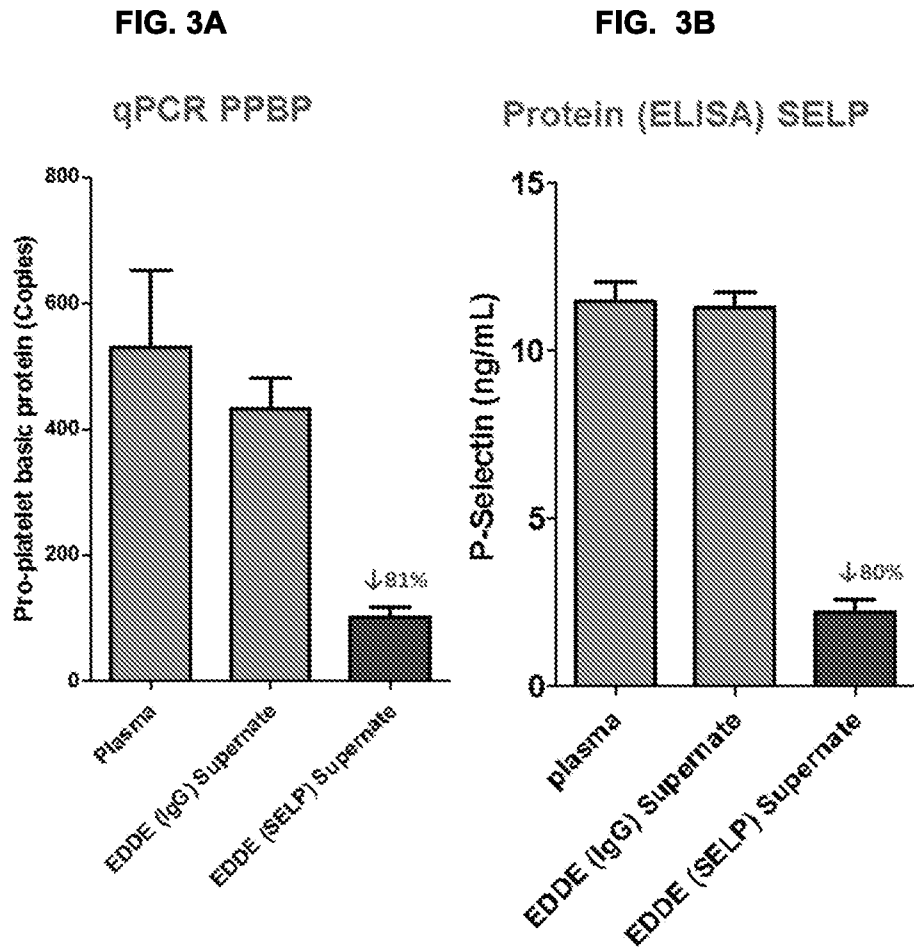 FIG. 3A
qPCR PPBP
Pro-platelet basic protein (Copies)
800
600
400
200
0
↓81%
Plasma
EDDE (IgG) Supernate
EDDE (SELP) Supernate
FIG. 3B
Protein (ELISA) SELP
P-Selectin (ng/mL)
15
10
5
0
↓80%
plasma
EDDE (IgG) Supernate
EDDE (SELP) Supernate